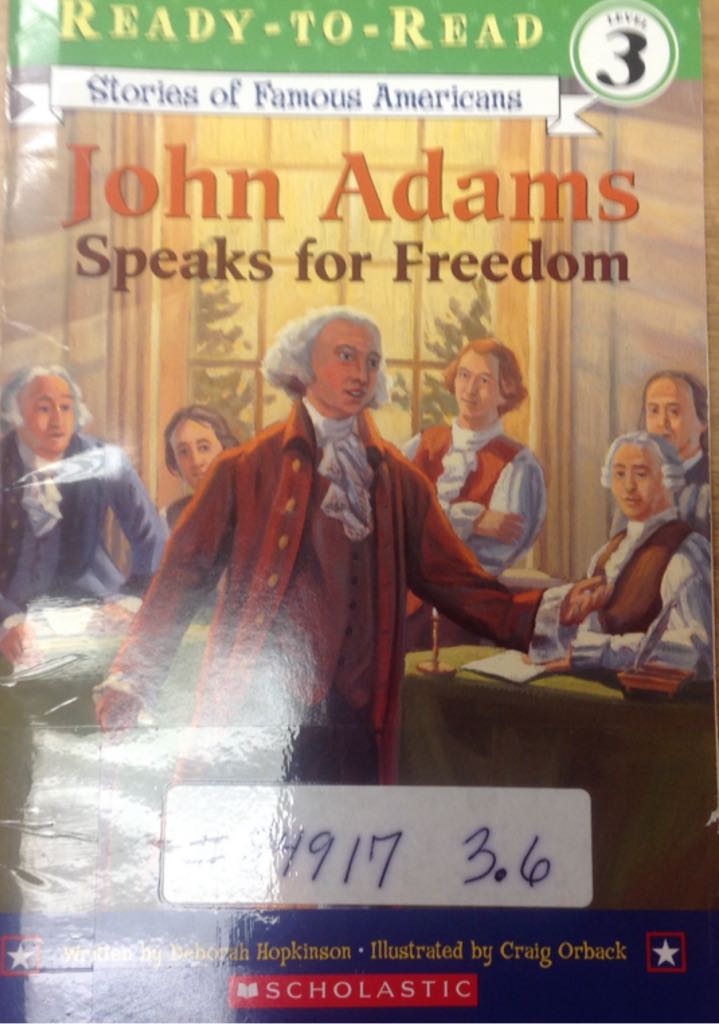 READY-TO-READ
LEVEL
3
Stories of Famous Americans
John Adams
Speaks for Freedom
4917 3.6
Written by Deborah Hopkinson · Illustrated by Craig Orback
SCHOLASTIC